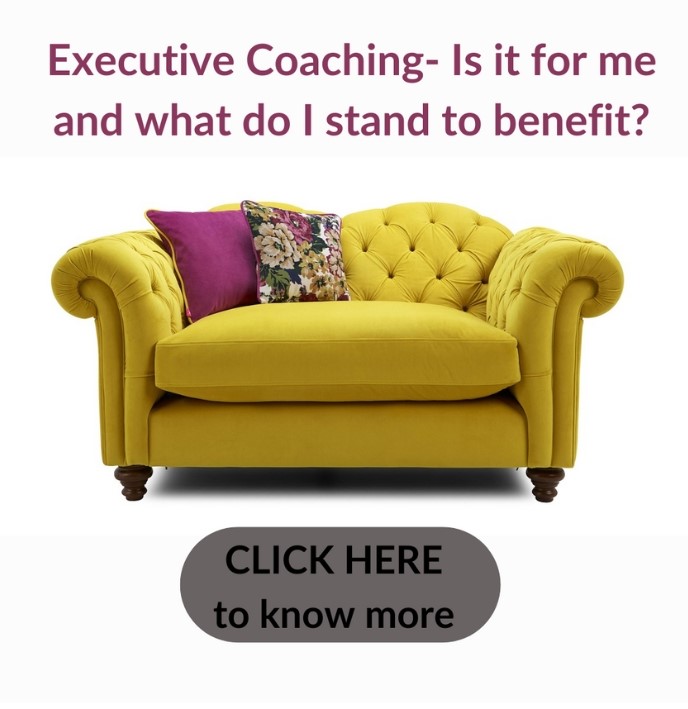 Executive Coaching- Is it for me
and what do I stand to benefit?
CLICK HERE
to know more